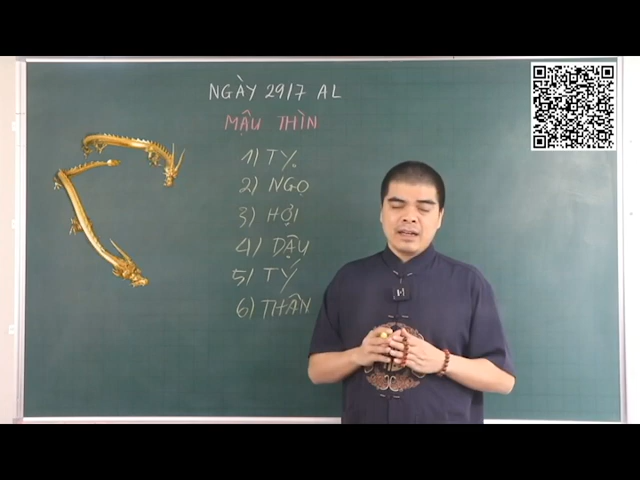 NGÀY 29/7 AL
MẬU THÌN
1) TỴ
2) NGỌ
3) HỢI
4) DẬU
5) TÝ
6) THÂN